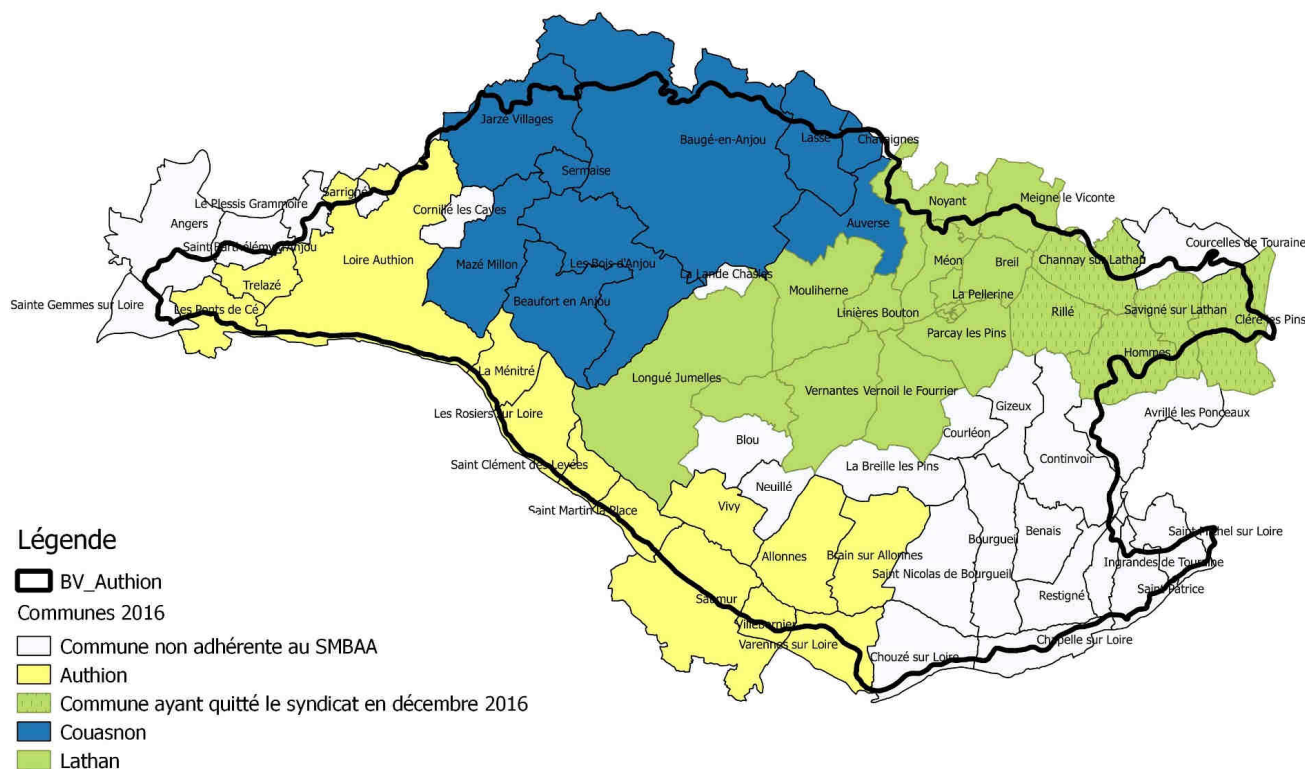 Jarzé Villages
Baugé-en-Anjou
Lasse
Chavaignes
Sermaise
Sarrigné
Le Plessis Grammoire
Cornillé les Caves
Noyant
Meigne le Viconte
Angers
Auverse
Courcelles de Touraine
Saint Barthélémy d'Anjou
Loire Authion
Mazé Millon
Les Bois d'Anjou
La Lande Chasles
Méon
Breil
Channay sur Lathan
Trelazé
Mouliherne
La Pellerine
Sainte Gemmes sur Loire
Les Ponts de Cé
Beaufort en Anjou
Linières Bouton
Rillé
Savigné sur Lathan
Cléré les Pins
Parcay les Pins
Hommes
La Ménitré
Longué Jumelles
Vernantes
Vernoil le Fourrier
Gizeux
Avrillé les Ponceaux
Les Rosiers sur Loire
Blou
Courléon
Continvoir
Saint Clément des Levées
La Breille les Pins
Neuillé
Saint Martin la Place
Vivy
Benais
Bourgueil
Saint Michel sur Loire
Allonnes
Brain sur Allonnes
Ingrandes de Touraine
Saint Nicolas de Bourgueil
Saint Patrice
Restigné
Saumur
Villebernier
Varennes sur Loire
Chapelle sur Loire
Chouzé sur Loire
Légende
BV_Authion
Communes 2016
Commune non adhérente au SMBAA
Authion
Commune ayant quitté le syndicat en décembre 2016
Couasnon
Lathan